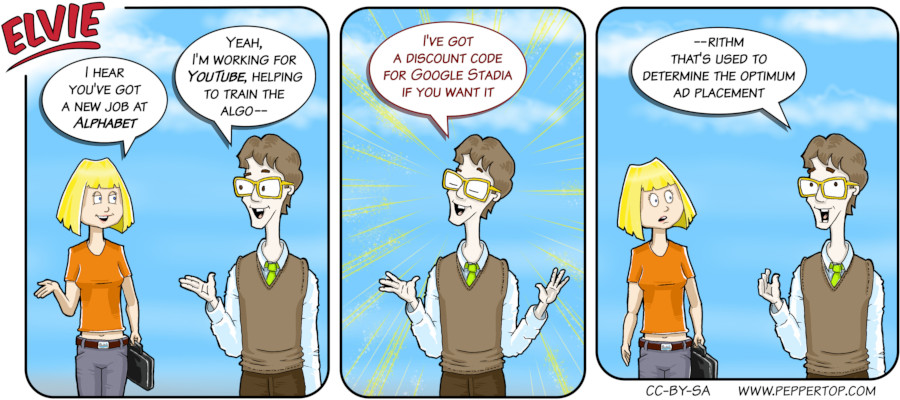 ELVIE
I HEAR
YOU'VE GOT
A NEW JOB AT
ALPHABET
YEAH,
I'M WORKING FOR
YOUTUBE, HELPING
TO TRAIN THE
ALGO--
I'VE GOT
A DISCOUNT CODE
FOR GOOGLE STADIA
IF YOU WANT IT
--RITHM
THAT'S USED TO
DETERMINE THE OPTIMUM
AD PLACEMENT
CC-BY-SA WWW.PEPPERTOP.COM